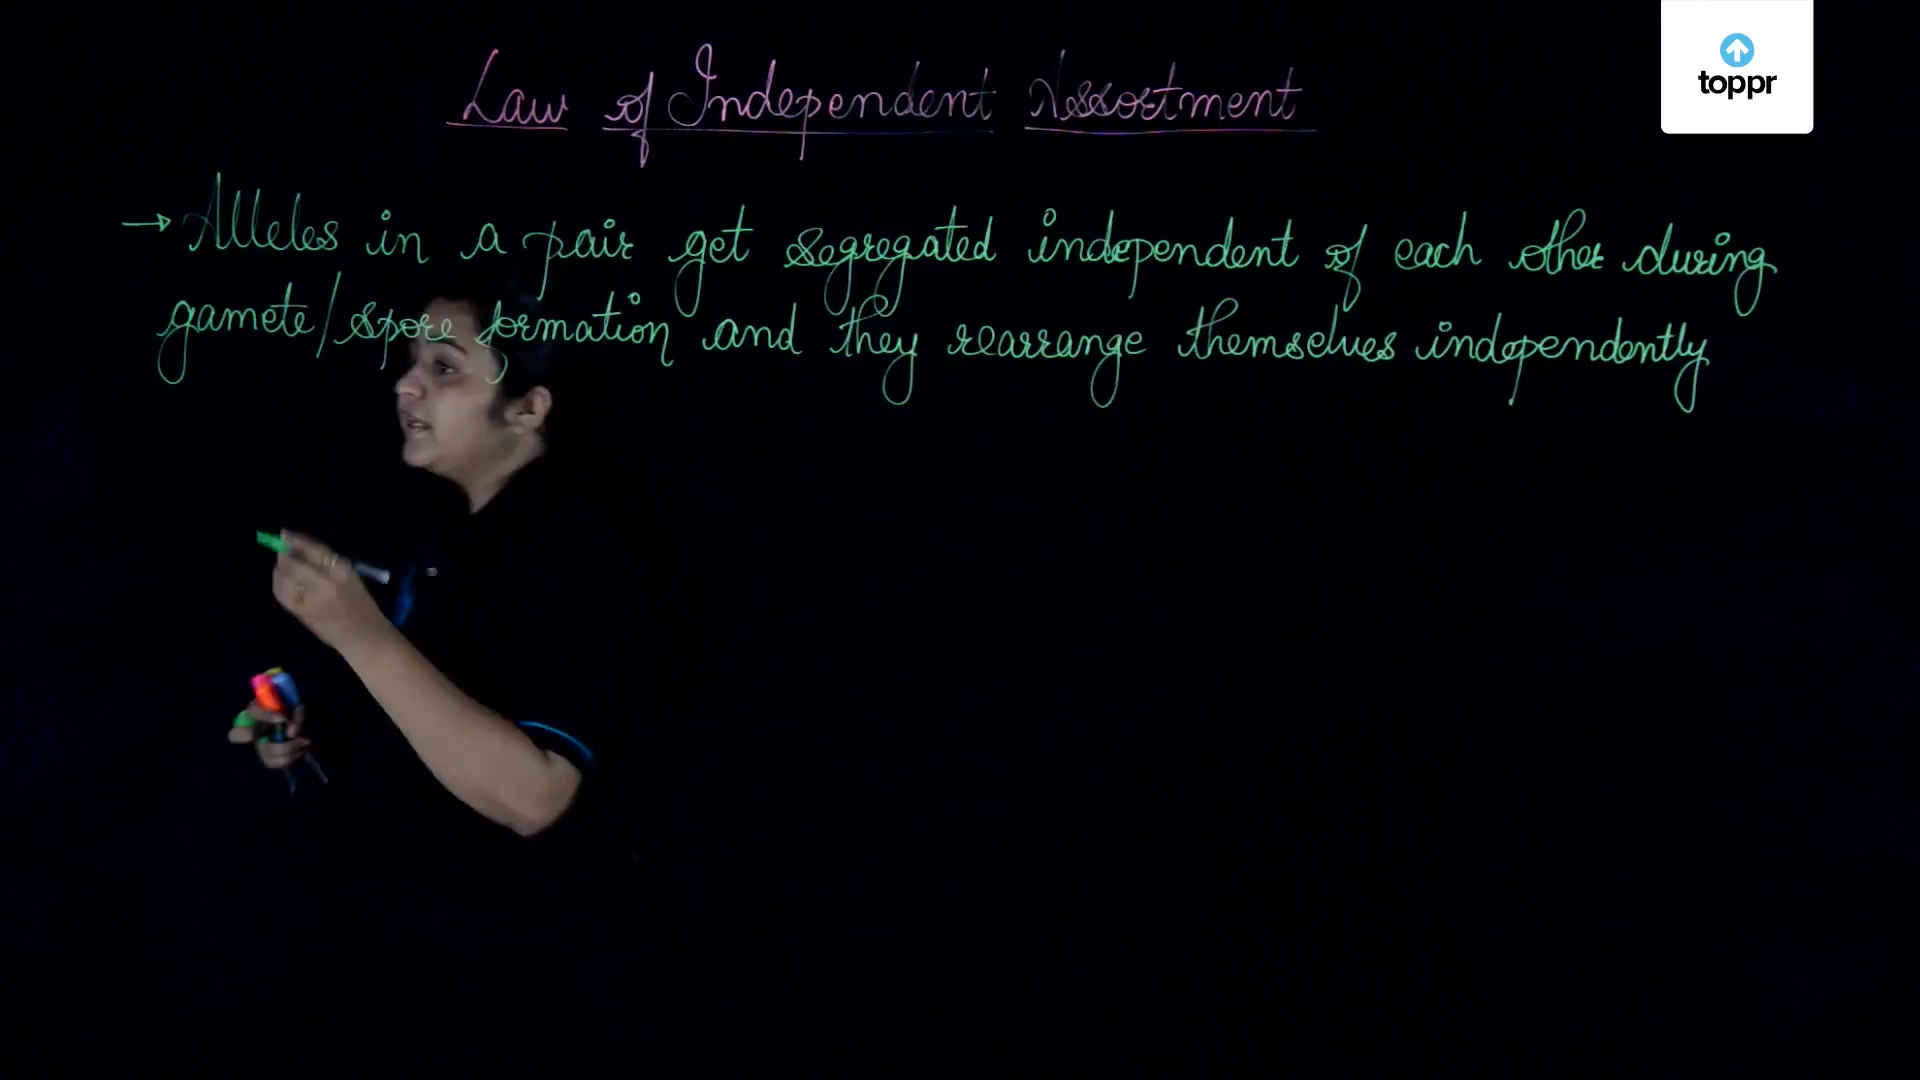 Law of Independent Assortment
toppr
→ Alleles in a pair get segregated independent of each other during
gamete/spore formation and they rearrange themselves independently